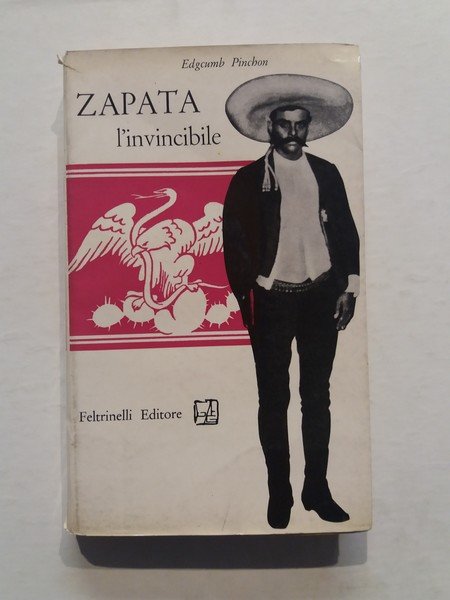 Edgcumb Pinchon
ZAPATA
l'invincibile
Feltrinelli Editore